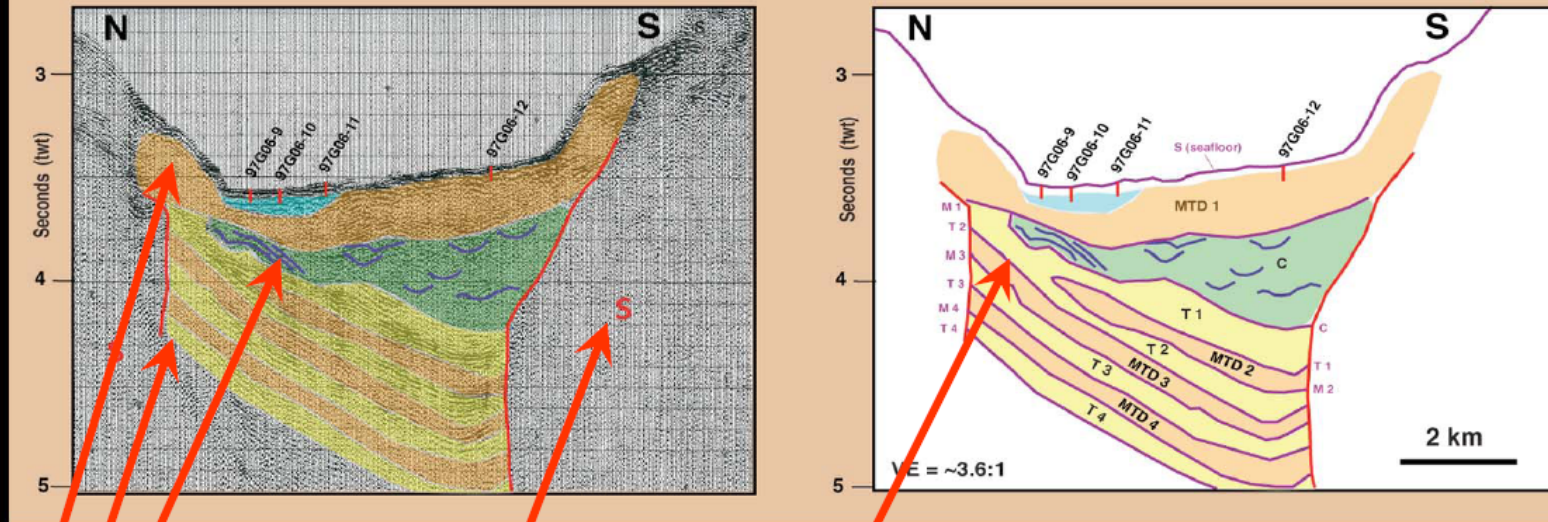 N
S
S
3
4
5
Seconds (twt)
97G06-9
97G06-10
97G06-11
97G06-12
S
S
N
S
3
4
5
Seconds (twt)
97G06-9
97G06-10
97G06-11
S (seafloor)
97G06-12
MTD 1
M 1
T 2
M 3
T 3
M 4
T 4
C
T 1
T 2
MTD 2
T 3
MTD 3
T 4
MTD 4
C
T 1
M 2
2 km
VE = ~3.6:1